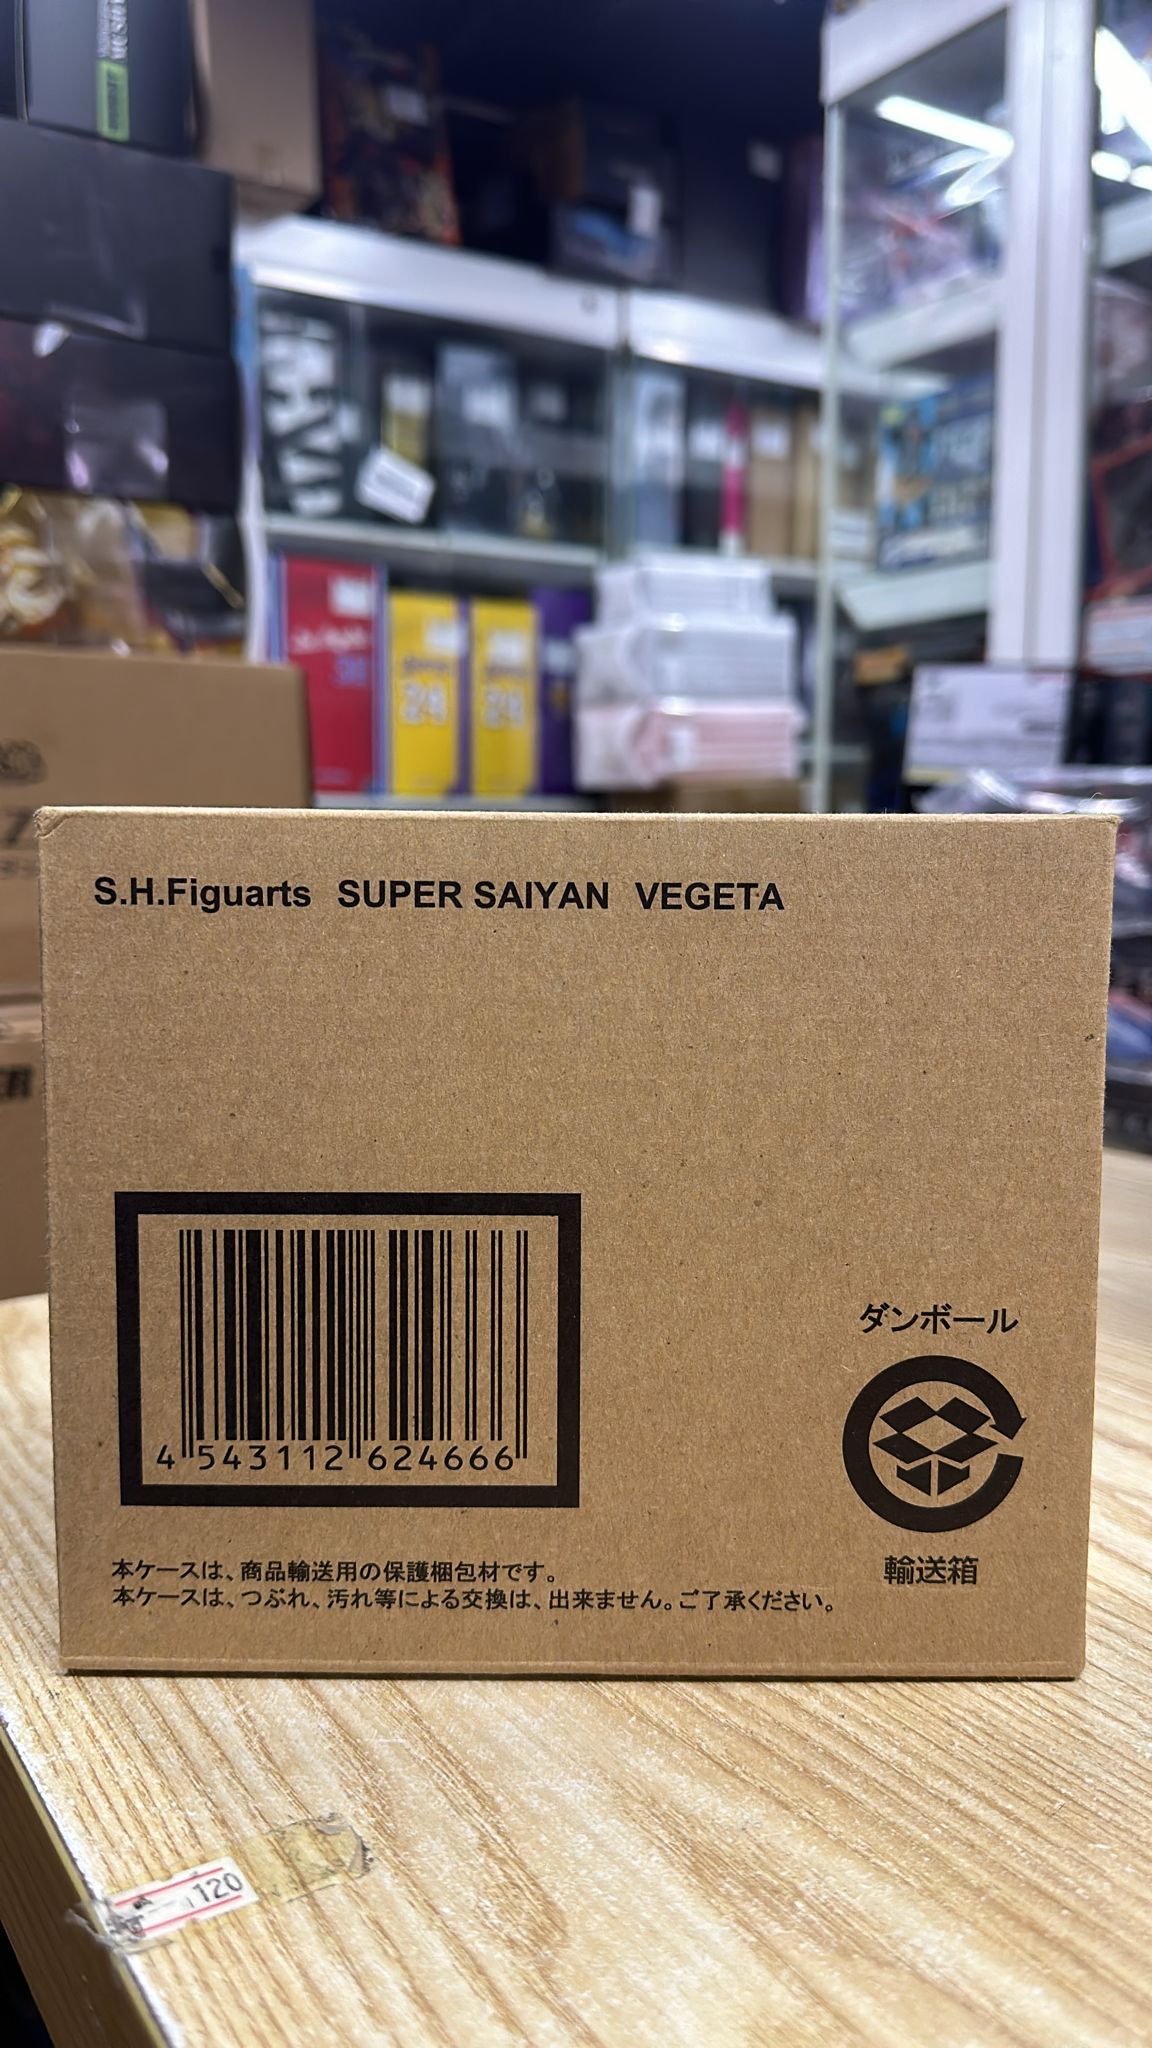 S.H.Figuarts SUPER SAIYAN VEGETA
4 543112 624666
ダンボール
輸送箱
本ケースは、商品輸送用の保護梱包材です。
本ケースは、つぶれ、汚れ等による交換は、出来ません。ご了承ください。
24
24
120